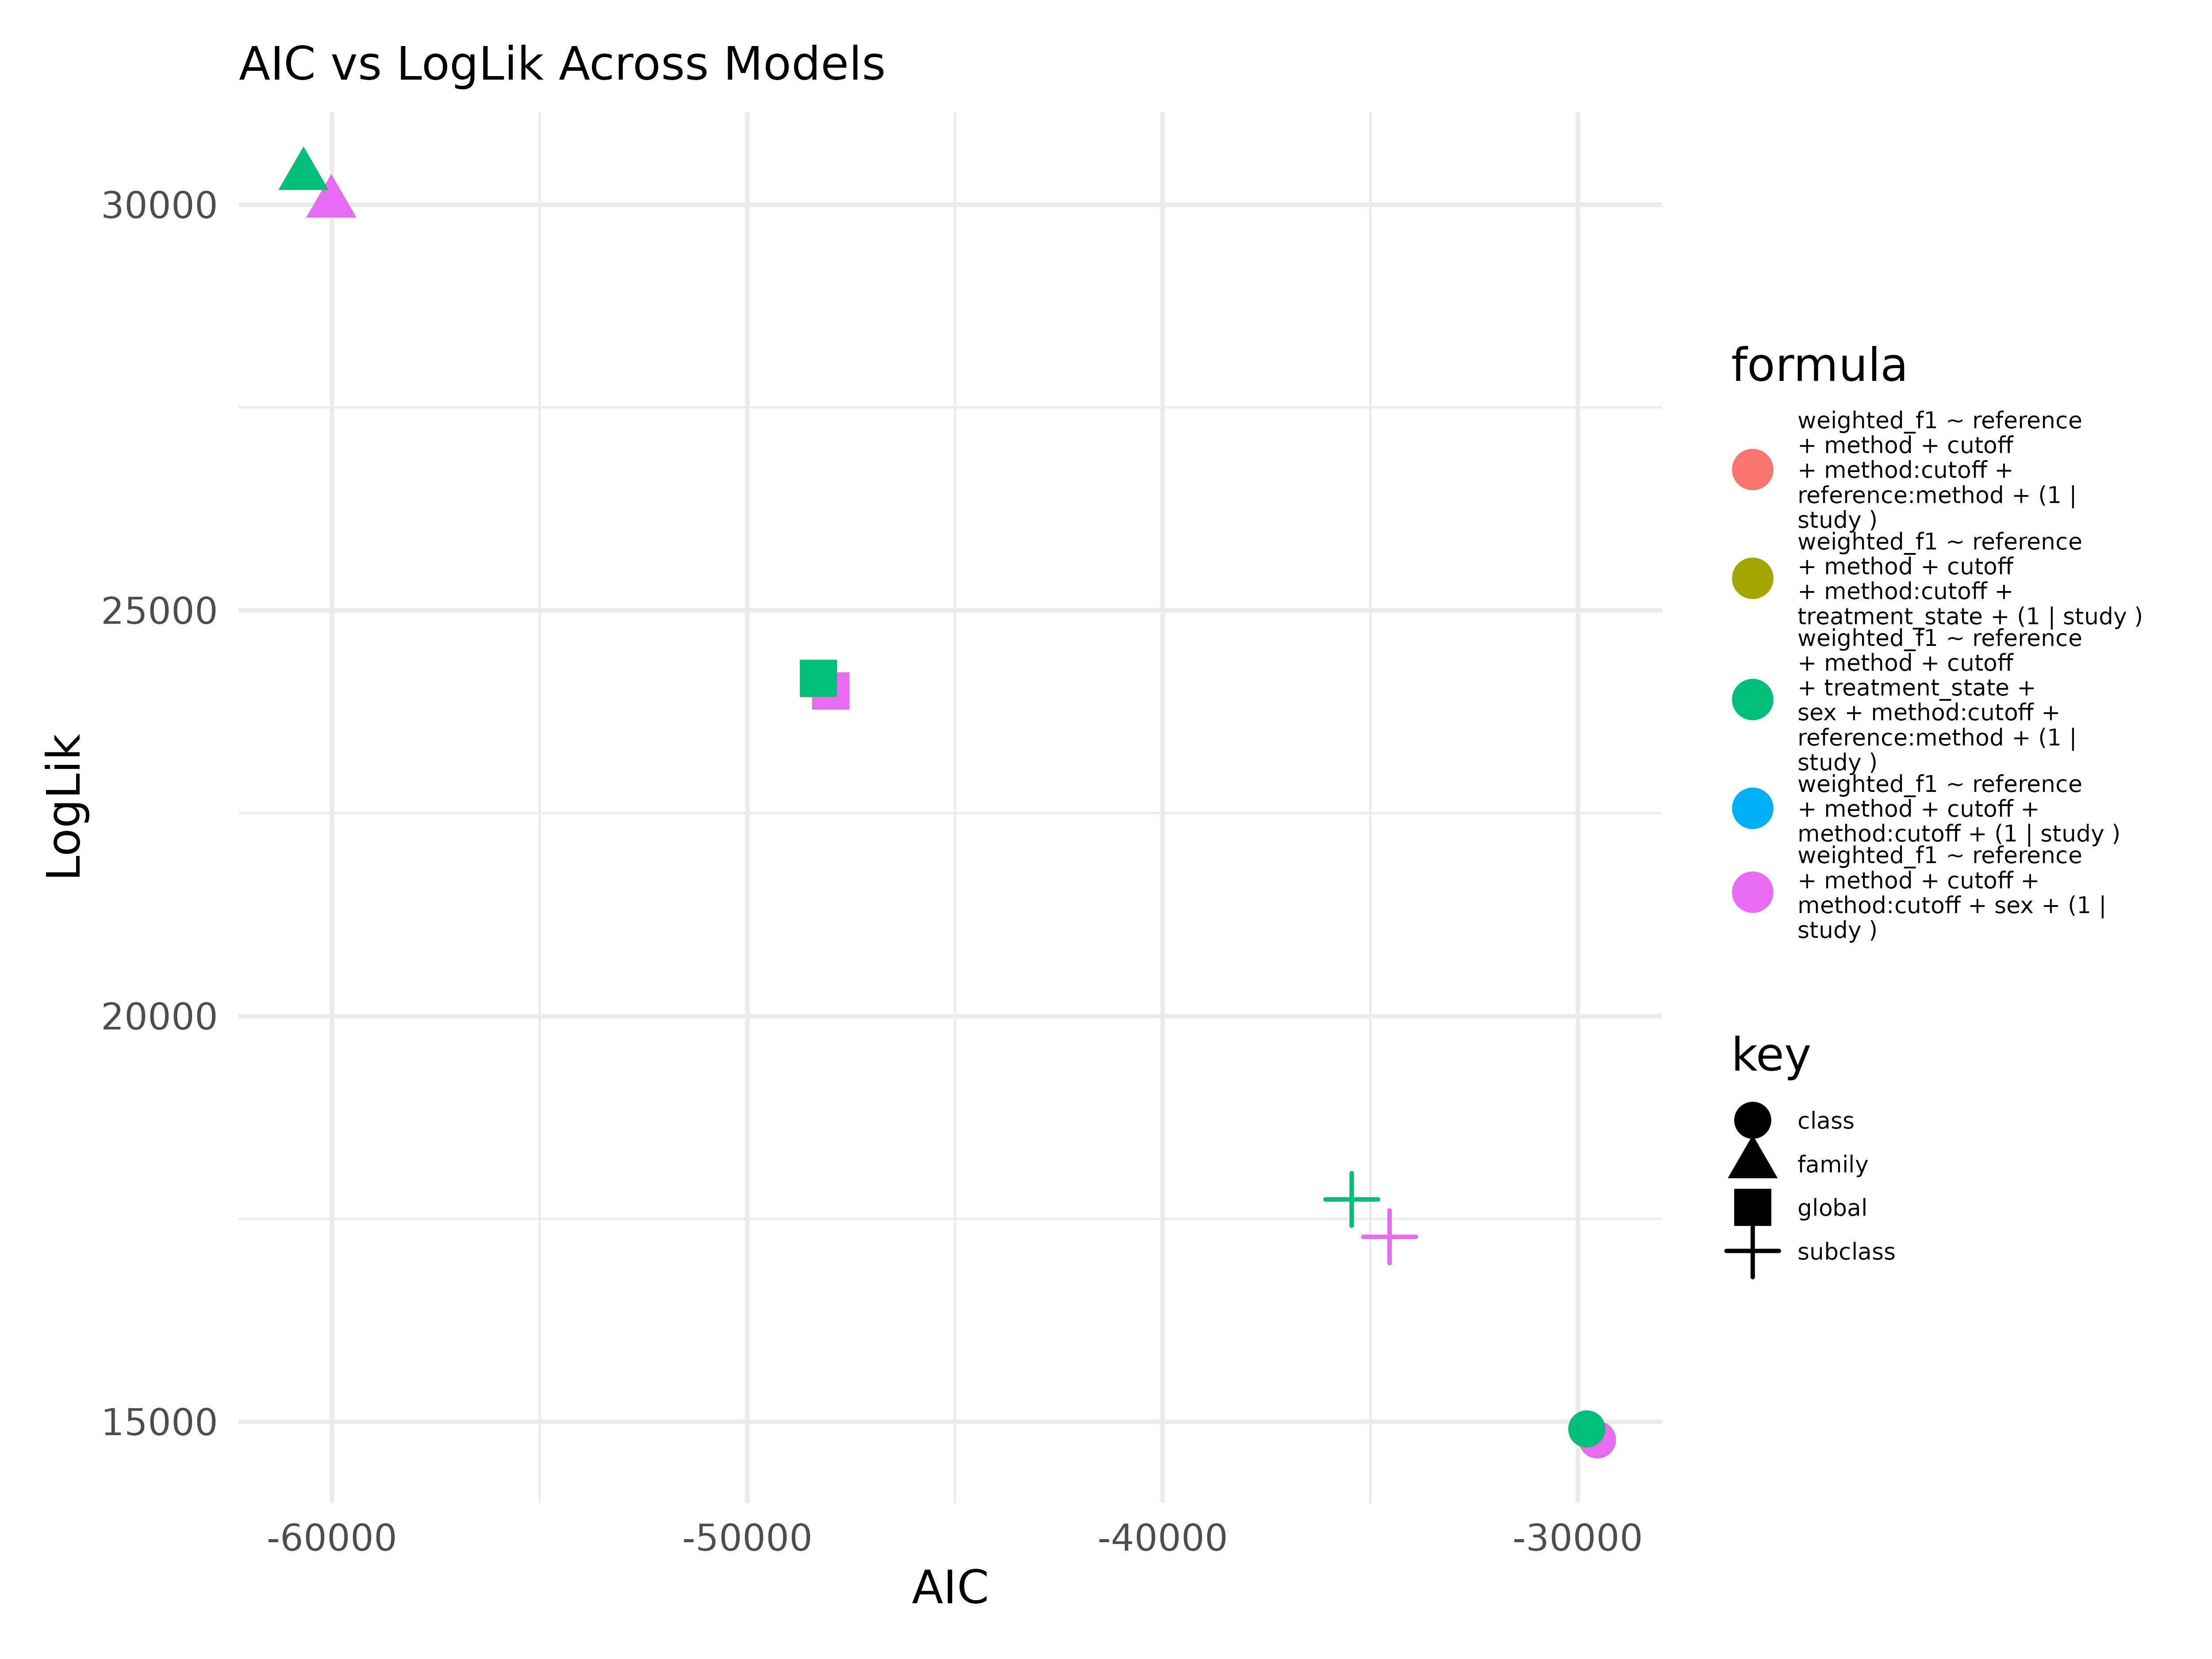 AIC vs LogLik Across Models
30000
25000
20000
15000
LogLik
-60000
-50000
-40000
-30000
AIC
formula
weighted_f1 ~ reference
+ method + cutoff
+ method:cutoff +
reference:method + (1 |
study )
weighted_f1 ~ reference
+ method + cutoff
+ method:cutoff +
treatment_state + (1 | study )
weighted_f1 ~ reference
+ method + cutoff
+ treatment_state +
sex + method:cutoff +
reference:method + (1 |
study )
weighted_f1 ~ reference
+ method + cutoff +
method:cutoff + (1 | study )
weighted_f1 ~ reference
+ method + cutoff +
method:cutoff + sex + (1 |
study )
key
class
family
global
subclass